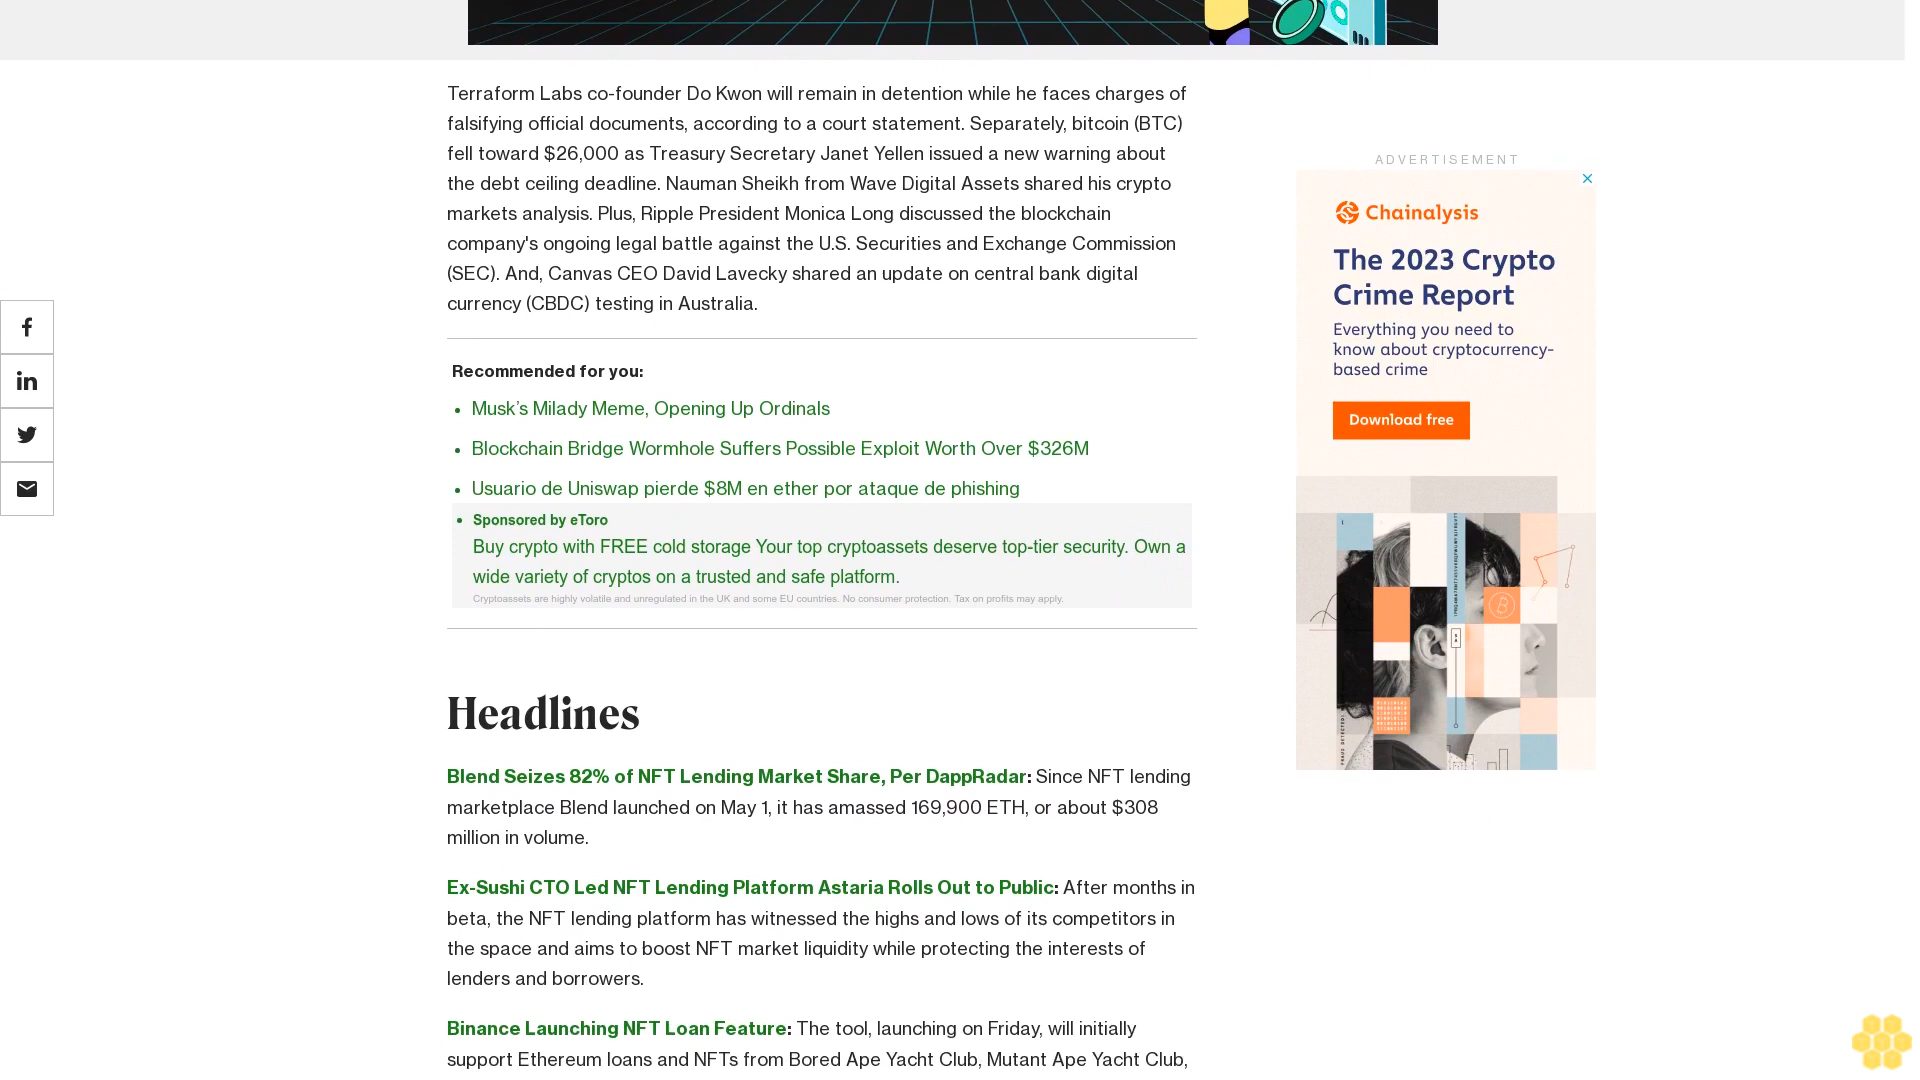 Terraform Labs co-founder Do Kwon will remain in detention while he faces charges of
falsifying official documents, according to a court statement. Separately, bitcoin (BTC)
fell toward $26,000 as Treasury Secretary Janet Yellen issued a new warning about
the debt ceiling deadline. Nauman Sheikh from Wave Digital Assets shared his crypto
markets analysis. Plus, Ripple President Monica Long discussed the blockchain
company's ongoing legal battle against the U.S. Securities and Exchange Commission
(SEC). And, Canvas CEO David Lavecky shared an update on central bank digital
currency (CBDC) testing in Australia.
Recommended for you:
• Musk’s Milady Meme, Opening Up Ordinals
• Blockchain Bridge Wormhole Suffers Possible Exploit Worth Over $326M
• Usuario de Uniswap pierde $8M en ether por ataque de phishing
• Sponsored by eToro
Buy crypto with FREE cold storage Your top cryptoassets deserve top-tier security. Own a
wide variety of cryptos on a trusted and safe platform.
Cryptoassets are highly volatile and unregulated in the UK and some EU countries. No consumer protection. Tax on profits may apply.
Headlines
Blend Seizes 82% of NFT Lending Market Share, Per DappRadar: Since NFT lending
marketplace Blend launched on May 1, it has amassed 169,900 ETH, or about $308
million in volume.
Ex-Sushi CTO Led NFT Lending Platform Astaria Rolls Out to Public: After months in
beta, the NFT lending platform has witnessed the highs and lows of its competitors in
the space and aims to boost NFT market liquidity while protecting the interests of
lenders and borrowers.
Binance Launching NFT Loan Feature: The tool, launching on Friday, will initially
support Ethereum loans and NFTs from Bored Ape Yacht Club, Mutant Ape Yacht Club,
ADVERTISEMENT
Chainalysis
The 2023 Crypto
Crime Report
Everything you need to
know about cryptocurrency-
based crime
Download free